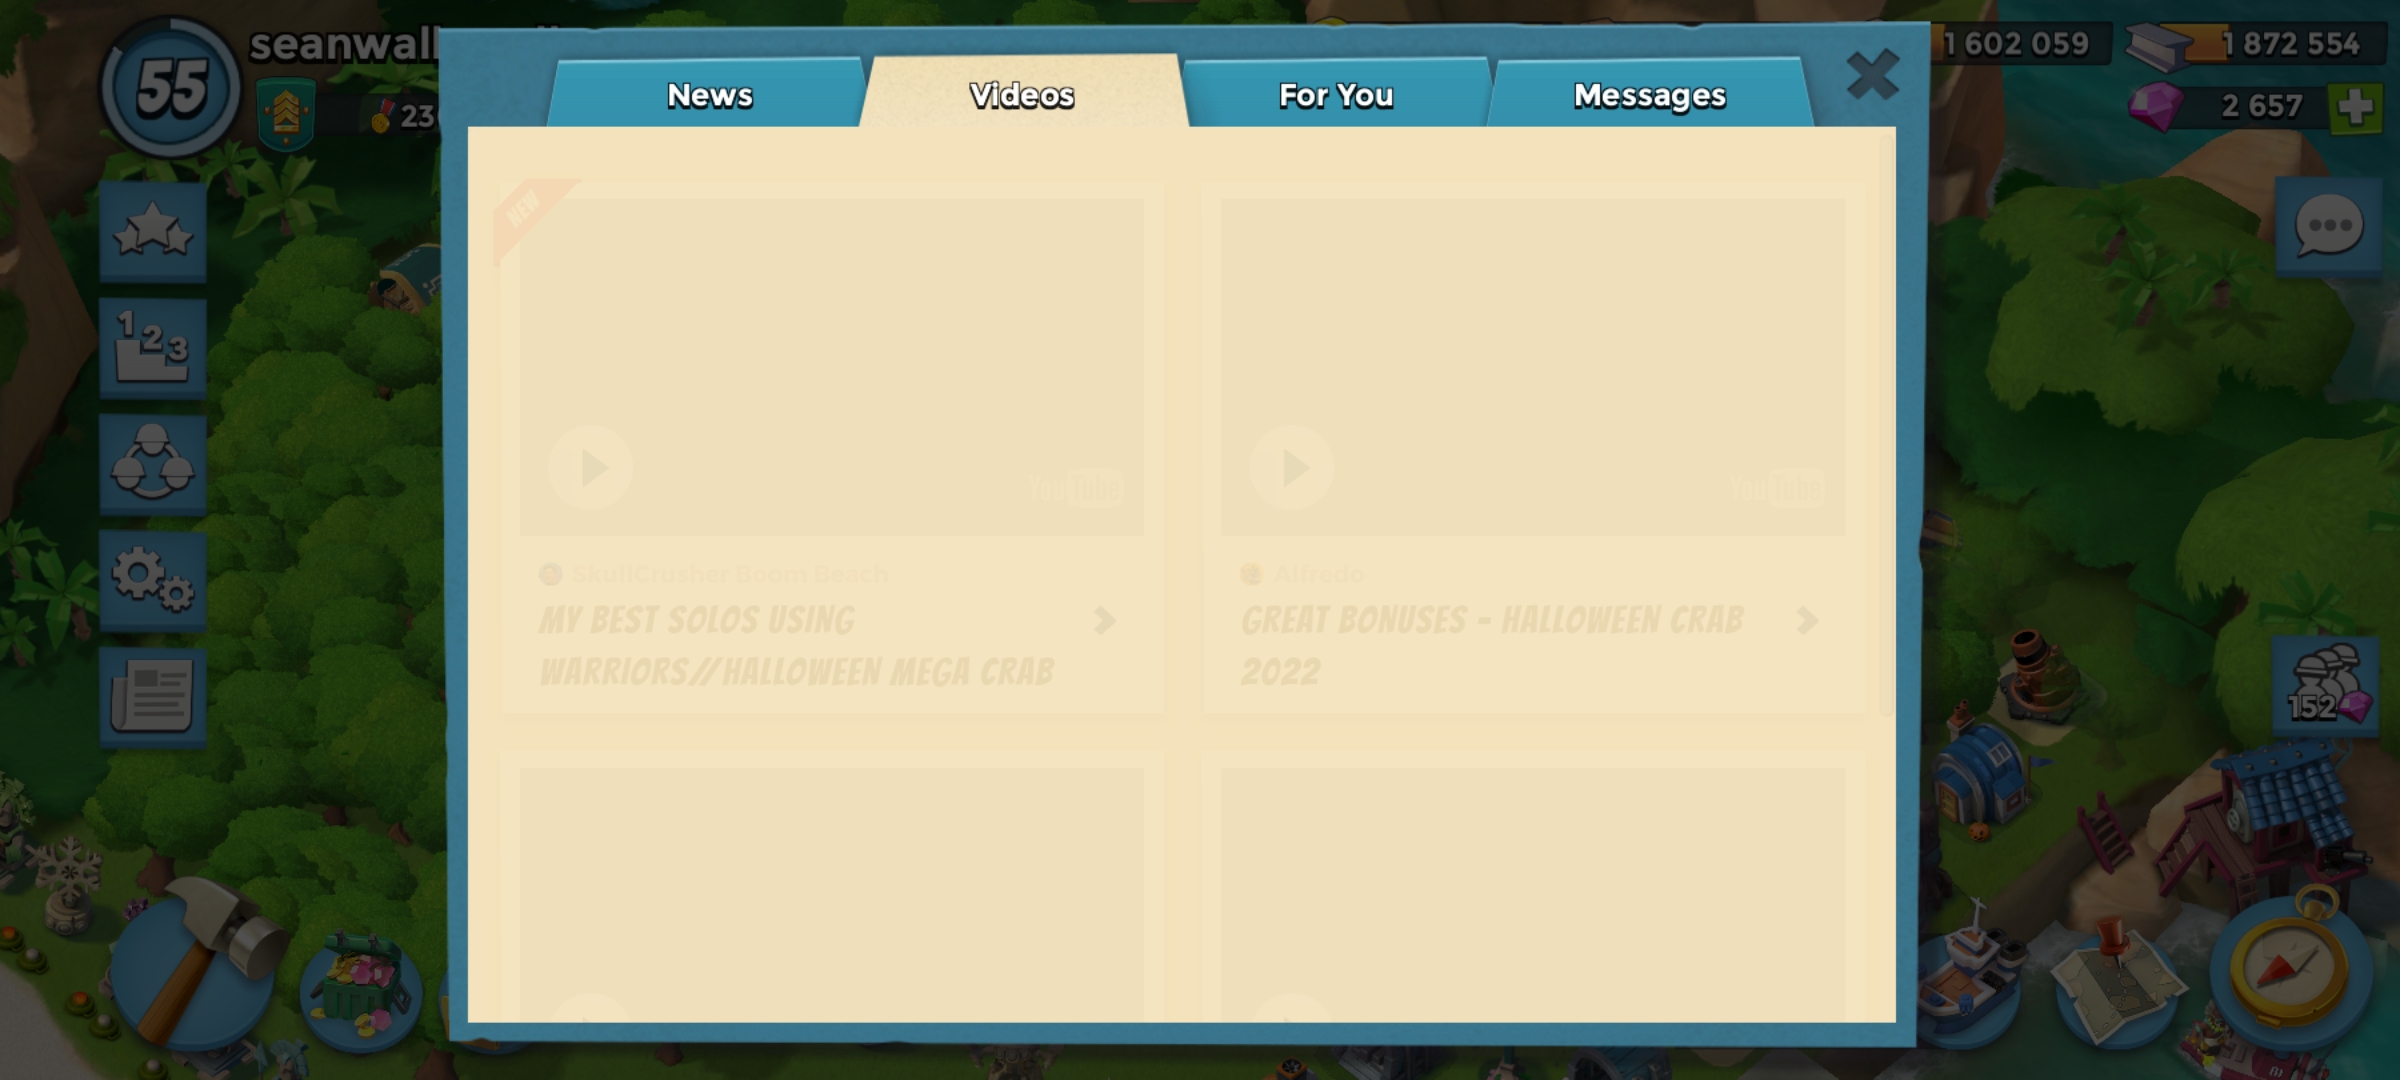 55
1 602 059
1 872 554
2 657
News
Videos
For You
Messages
NEW
YouTube
YouTube
SkullCrusher Boom Beach
MY BEST SOLOS USING
WARRIORS//HALLOWEEN MEGA CRAB
Alfredo
GREAT BONUSES - HALLOWEEN CRAB
2022
1 2 3
152